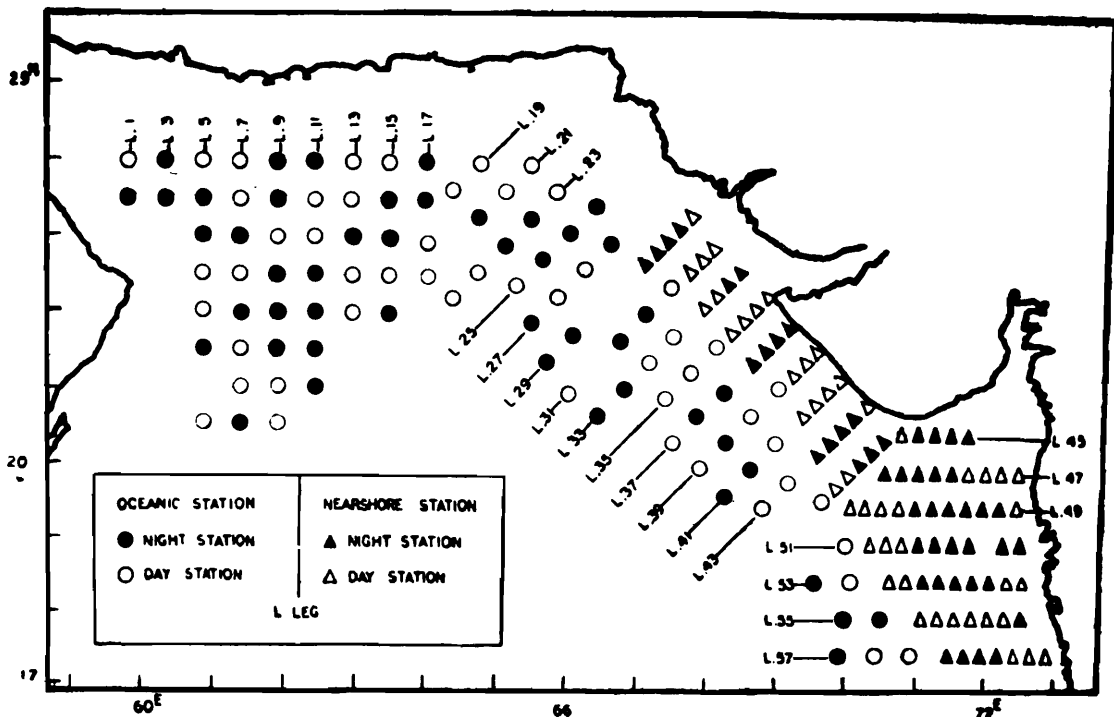 25 N
L.1 L.3 L.5 L.7 L.9 L.11 L.13 L.15 L.17 L.19 L.21 L.23
L.25
L.27
L.29
L.31
L.33
L.35
L.37
L.39
L.41
L.43
L.45
L.47
L.49
L.51
L.53
L.55
L.57
20
17
OCEANIC STATION
NIGHT STATION
DAY STATION
NEARSHORE STATION
NIGHT STATION
DAY STATION
L LEG
60E 66 72E